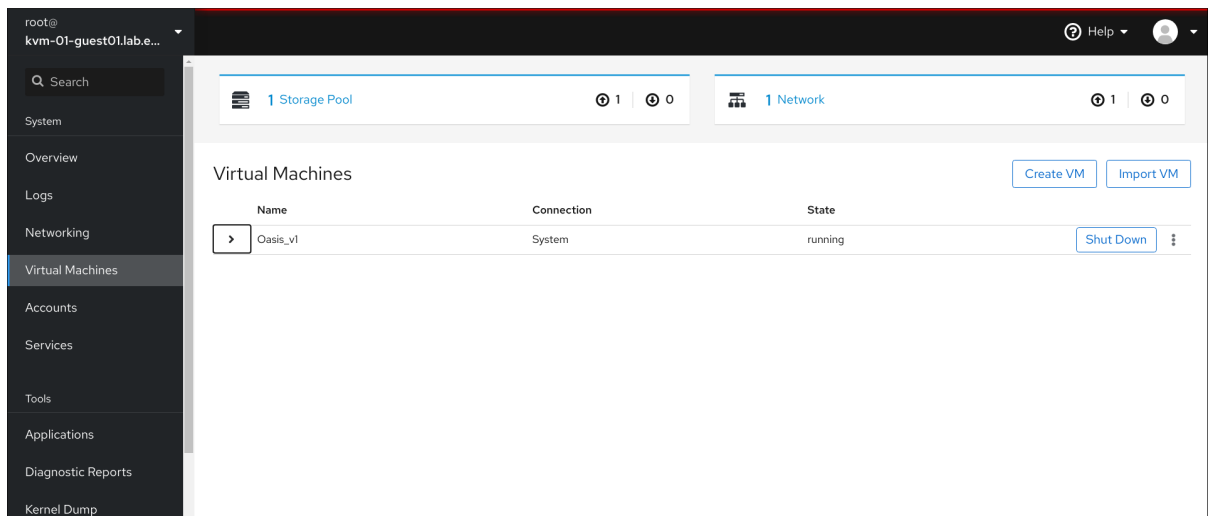 root@
kvm-01-guest01.lab.e...
Help
Search
System
Overview
Logs
Networking
Virtual Machines
Accounts
Services
Tools
Applications
Diagnostic Reports
Kernel Dump
1 Storage Pool 1 0
1 Network 1 0
Virtual Machines
Create VM Import VM
Name Connection State
Oasis_v1 System running Shut Down